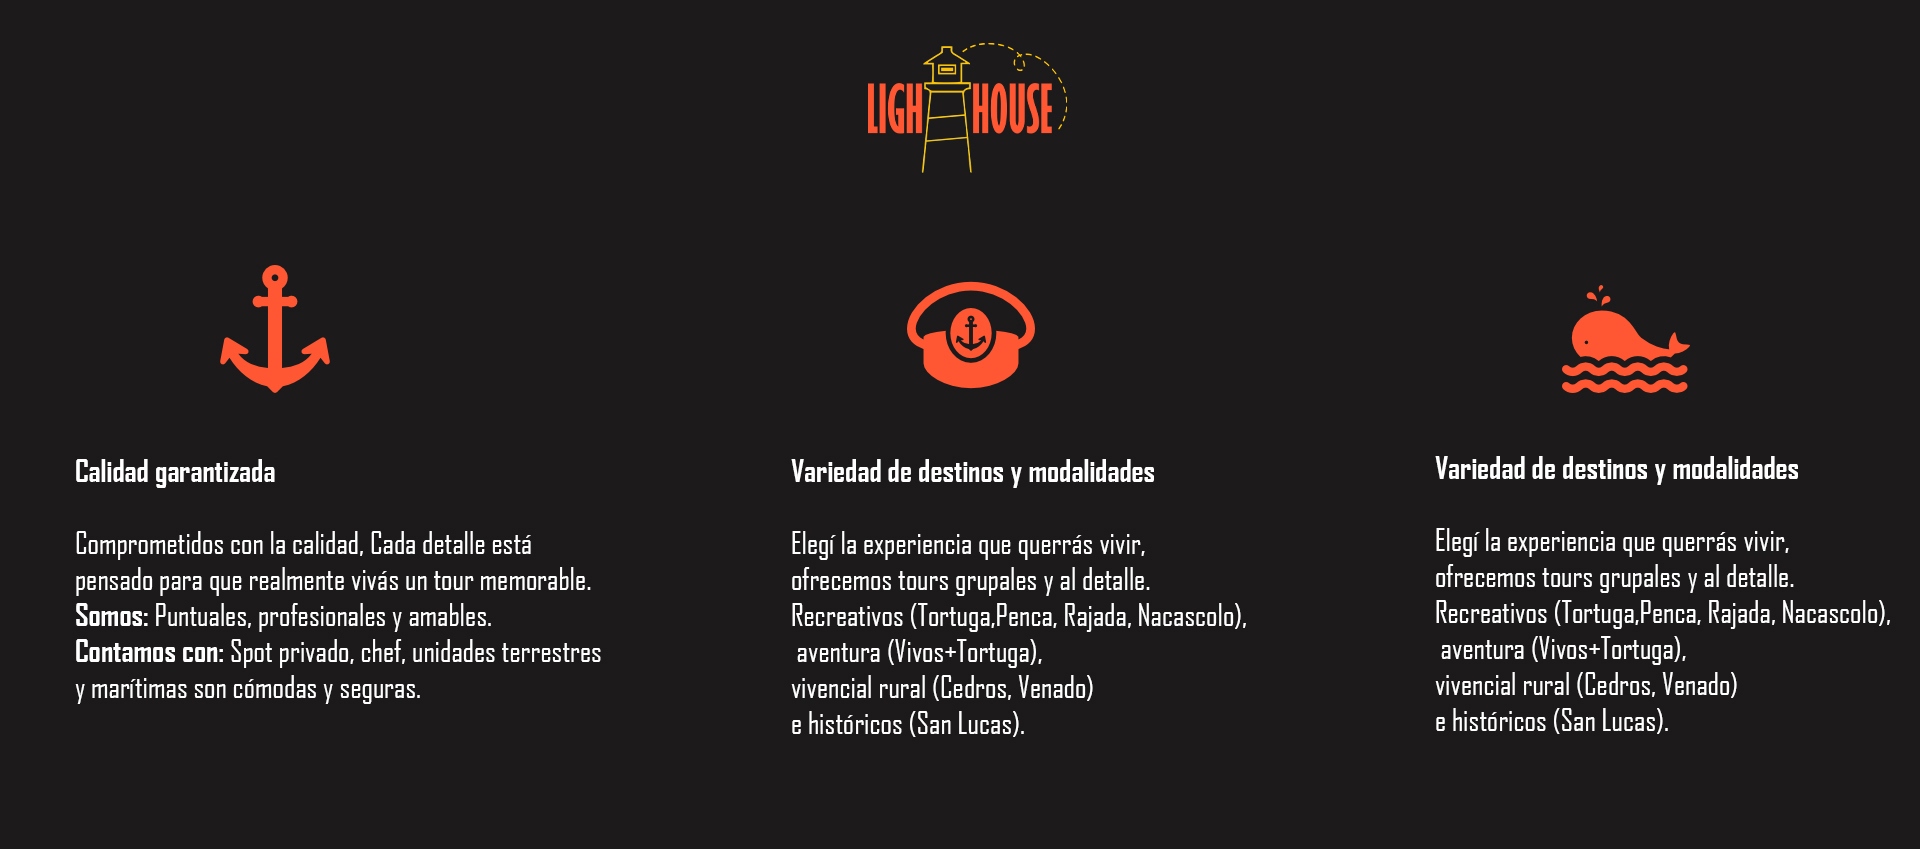 LIGH HOUSE
Calidad garantizada
Comprometidos con la calidad, Cada detalle está
pensado para que realmente vivás un tour memorable.
Somos: Puntuales, profesionales y amables.
Contamos con: Spot privado, chef, unidades terrestres
y marítimas son cómodas y seguras.
Variedad de destinos y modalidades
Elegí la experiencia que querrás vivir,
ofrecemos tours grupales y al detalle.
Recreativos (Tortuga,Penca, Rajada, Nacascolo),
aventura (Vivos+Tortuga),
vivencial rural (Cedros, Venado)
e históricos (San Lucas).
Variedad de destinos y modalidades
Elegí la experiencia que querrás vivir,
ofrecemos tours grupales y al detalle.
Recreativos (Tortuga,Penca, Rajada, Nacascolo),
aventura (Vivos+Tortuga),
vivencial rural (Cedros, Venado)
e históricos (San Lucas).